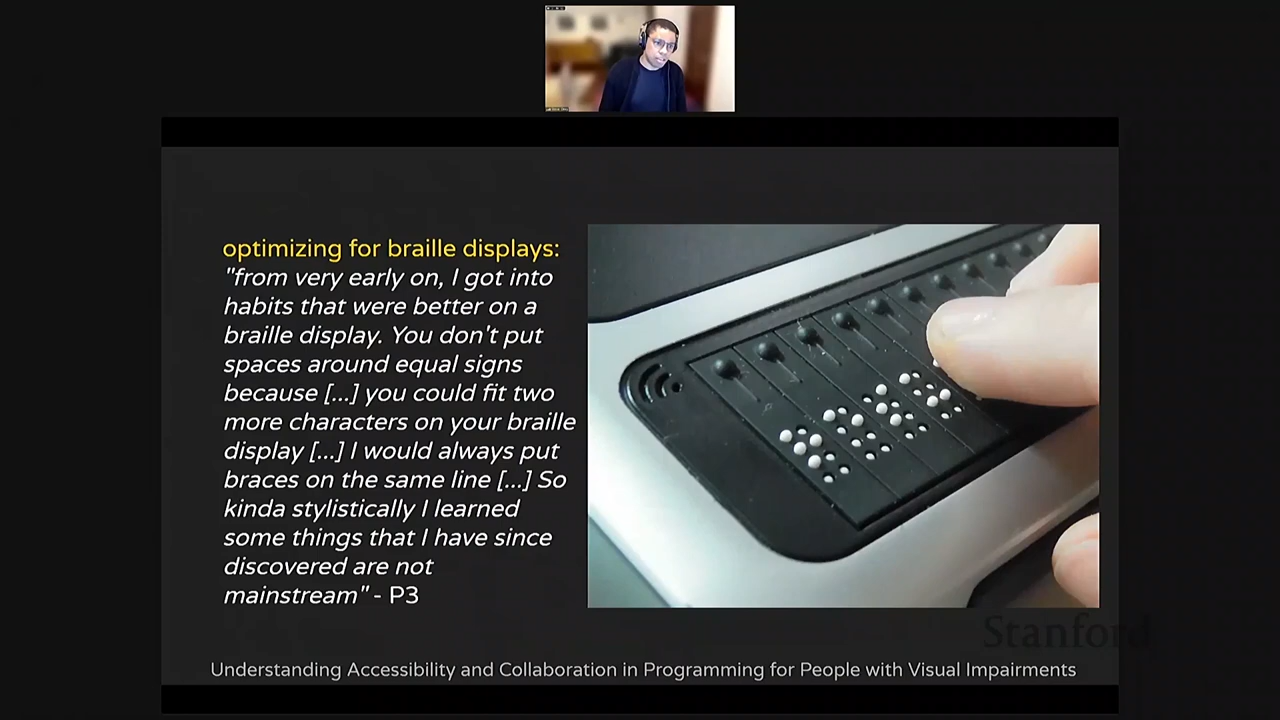 optimizing for braille displays:
"from very early on, I got into
habits that were better on a
braille display. You don't put
spaces around equal signs
because [...] you could fit two
more characters on your braille
display [...] I would always put
braces on the same line [...] So
kinda stylistically I learned
some things that I have since
discovered are not
mainstream" - P3
Stanford
Understanding Accessibility and Collaboration in Programming for People with Visual Impairments